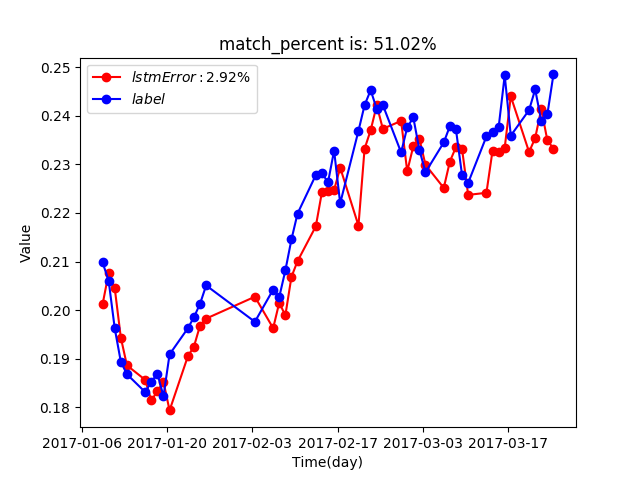 match_percent is: 51.02%
lstmError : 2.92%
label
0.25
0.24
0.23
0.22
0.21
0.20
0.19
0.18
Value
2017-01-06 2017-01-20 2017-02-03 2017-02-17 2017-03-03 2017-03-17
Time(day)